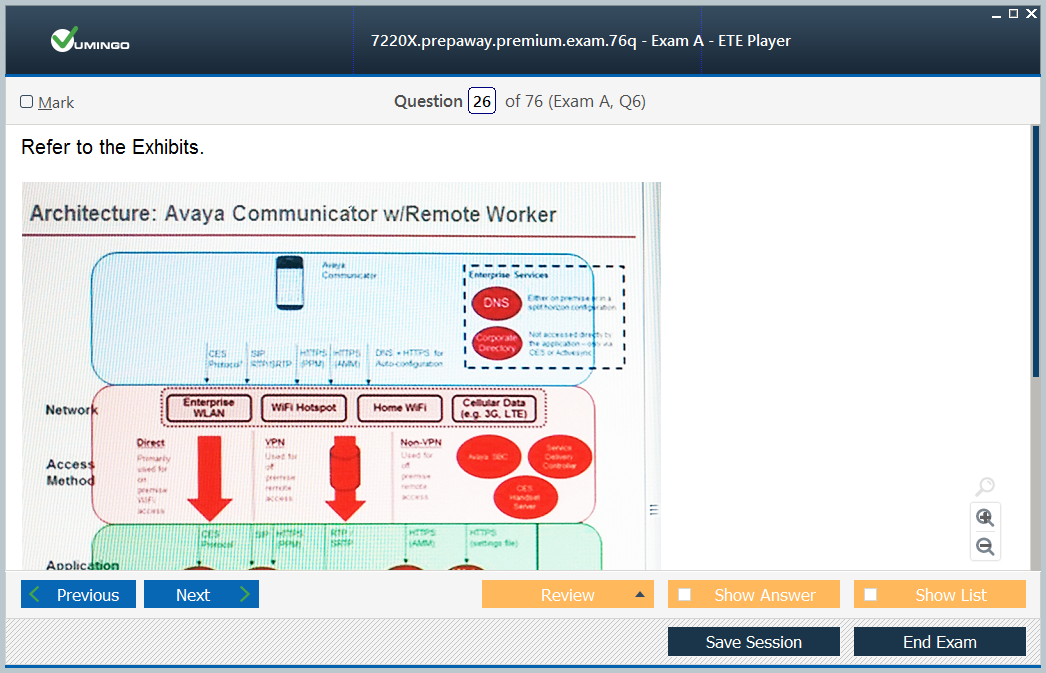 VUMINGO
7220X.prepaway.premium.exam.76q - Exam A - ETE Player
Mark
Question 26 of 76 (Exam A, Q6)
Refer to the Exhibits.
Architecture: Avaya Communicator w/Remote Worker
Avaya
Communicator
Enterprise Services
DNS
Either on premise or in a
split horizon configuration
Corporate
Directory
Not accessed directly by
the application - only via
CES or Activesync
CES
Protocol
SIP
RTP/SRTP
HTTPS
(PPM)
HTTPS
(AMM)
DNS + HTTPS for
Auto-configuration
Network
Enterprise
WLAN
WiFi Hotspot
Home WiFi
Cellular Data
(e.g. 3G, LTE)
Access
Method
Direct
Primarily
used for
on
premise
WiFi
access
VPN
Used for
off
premise
remote
access
Non-VPN
Used for
off
premise
remote
access
Avaya SBC
Service
Delivery
Controller
CES
Handset
Server
Application
CES
Protocol
SIP
HTTPS
(PPM)
RTP
SRTP
HTTPS
(AMM)
HTTPS
(settings file)
Previous
Next
Review
Show Answer
Show List
Save Session
End Exam